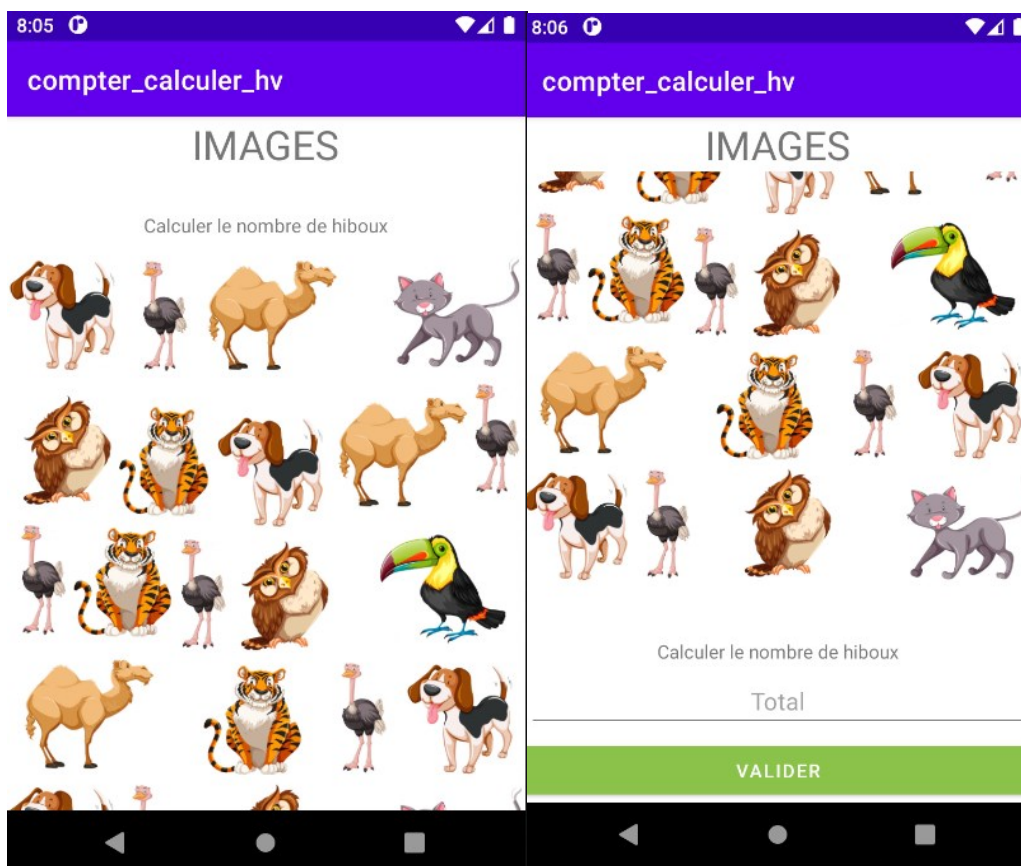 8:05
compter_calculer_hv
IMAGES
Calculer le nombre de hiboux
8:06
compter_calculer_hv
IMAGES
Calculer le nombre de hiboux
Total
VALIDER